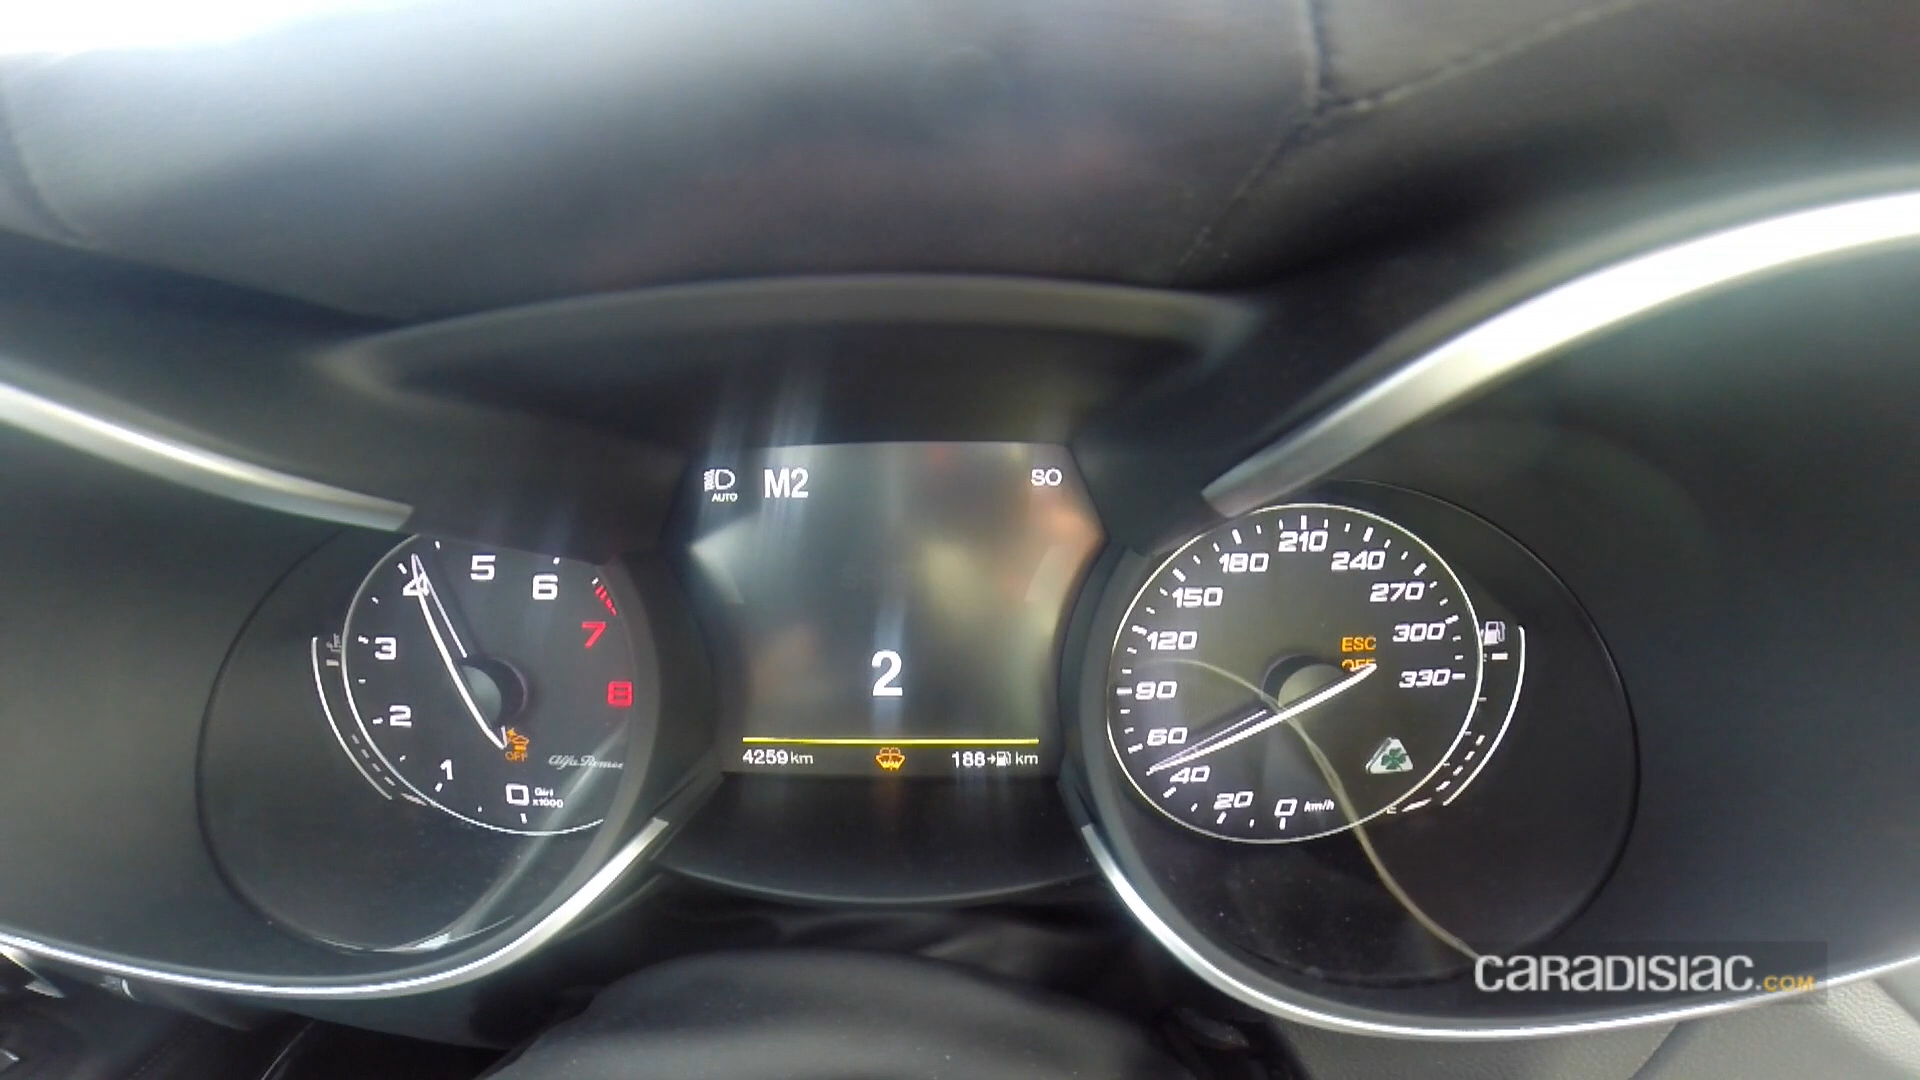 AUTO M2 SO
2
4259 km 188 km
0 1 2 3 4 5 6 7 8
Giri
x1000
OFF
Alfa Romeo
0 20 40 60 90 120 150 180 210 240 270 300 330
km/h
ESC
OFF
E
CARADISIAC.COM